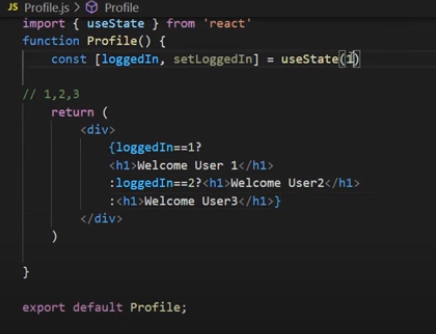 JS Profile.js > Profile
import { useState } from 'react'
function Profile() {
const [loggedIn, setLoggedIn] = useState(1)
// 1,2,3
return (
<div>
{loggedIn==1?
<h1>Welcome User 1</h1>
:loggedIn==2?<h1>Welcome User2</h1>
:<h1>Welcome User3</h1>}
</div>
)
}
export default Profile;